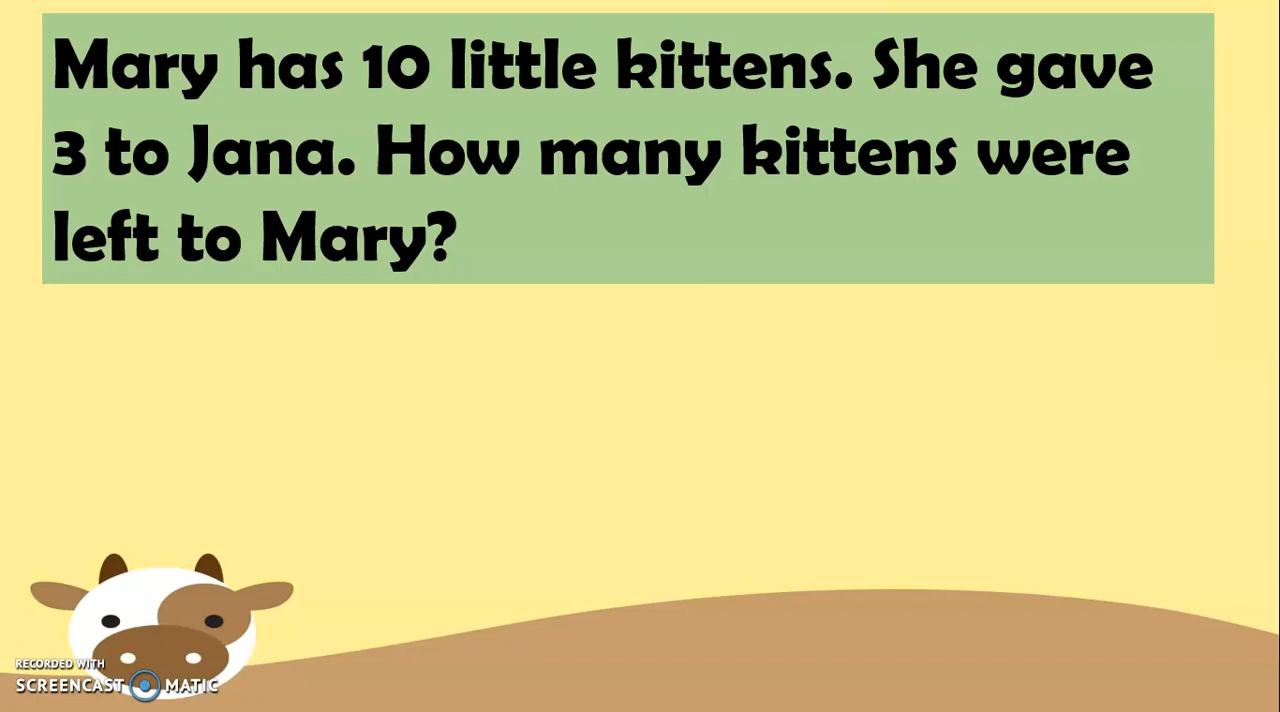 Mary has 10 little kittens. She gave
3 to Jana. How many kittens were
left to Mary?
RECORDED WITH
SCREENCAST MATIC